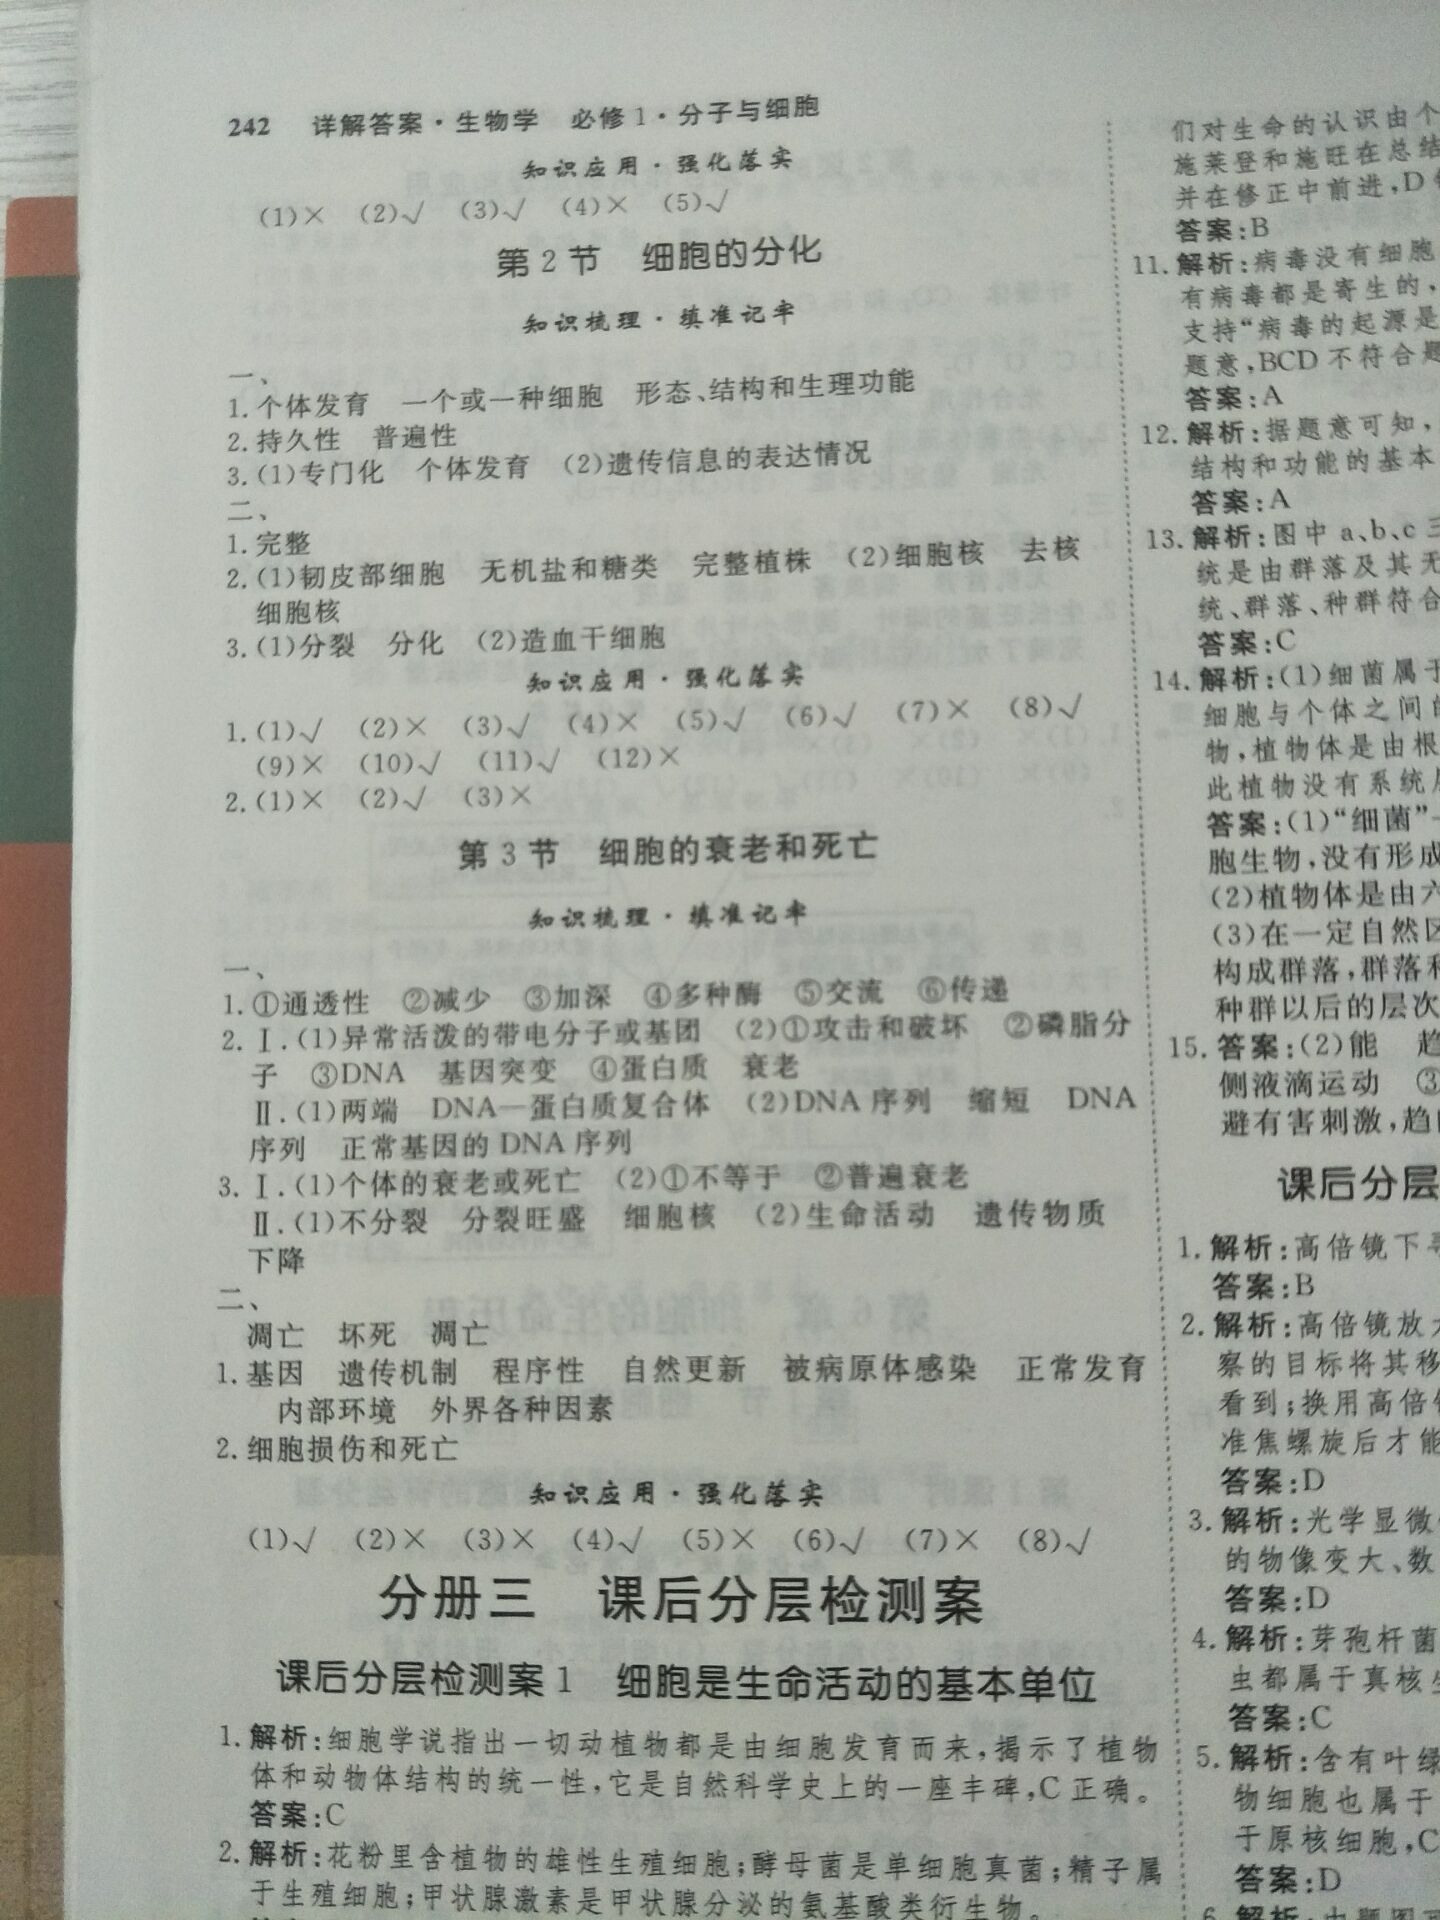 242 详解答案·生物学 必修1·分子与细胞
知识应用·强化落实
(1)× (2)√ (3)√ (4)× (5)√
第2节 细胞的分化
知识梳理·填准记牢
一、
1.个体发育 一个或一种细胞 形态、结构和生理功能
2.持久性 普遍性
3.(1)专门化 个体发育 (2)遗传信息的表达情况
二、
1.完整
2.(1)韧皮部细胞 无机盐和糖类 完整植株 (2)细胞核 去核
细胞核
3.(1)分裂 分化 (2)造血干细胞
知识应用·强化落实
1.(1)√ (2)× (3)√ (4)× (5)√ (6)√ (7)× (8)√
(9)× (10)√ (11)√ (12)×
2.(1)× (2)√ (3)×
第3节 细胞的衰老和死亡
知识梳理·填准记牢
一、
1.①通透性 ②减少 ③加深 ④多种酶 ⑤交流 ⑥传递
2.Ⅰ.(1)异常活泼的带电分子或基团 (2)①攻击和破坏 ②磷脂分
子 ③DNA 基因突变 ④蛋白质 衰老
Ⅱ.(1)两端 DNA—蛋白质复合体 (2)DNA序列 缩短 DNA
序列 正常基因的DNA序列
3.Ⅰ.(1)个体的衰老或死亡 (2)①不等于 ②普遍衰老
Ⅱ.(1)不分裂 分裂旺盛 细胞核 (2)生命活动 遗传物质
下降
二、
凋亡 坏死 凋亡
1.基因 遗传机制 程序性 自然更新 被病原体感染 正常发育
内部环境 外界各种因素
2.细胞损伤和死亡
知识应用·强化落实
(1)√ (2)× (3)× (4)√ (5)× (6)√ (7)× (8)√
分册三 课后分层检测案
课后分层检测案1 细胞是生命活动的基本单位
1.解析:细胞学说指出一切动植物都是由细胞发育而来,揭示了植物
体和动物体结构的统一性,它是自然科学史上的一座丰碑,C正确。
答案:C
2.解析:花粉里含植物的雄性生殖细胞;酵母菌是单细胞真菌;精子属
于生殖细胞;甲状腺激素是甲状腺分泌的氨基酸类衍生物。
们对生命的认识由个
施莱登和施旺在总结
并在修正中前进,D
答案:B
11.解析:病毒没有细胞
有病毒都是寄生的,
支持“病毒的起源是
题意,BCD不符合题
答案:A
12.解析:据题意可知,
结构和功能的基本
答案:A
13.解析:图中a、b、c三
统是由群落及其无
统、群落、种群符合
答案:C
14.解析:(1)细菌属于
细胞与个体之间的
物,植物体是由根
此植物没有系统
答案:(1)“细菌”
胞生物,没有形成
(2)植物体是由六
(3)在一定自然区
构成群落,群落和
种群以后的层次
15.答案:(2)能 趋
侧液滴运动 ③
避有害刺激,趋向
课后分层
1.解析:高倍镜下
答案:B
2.解析:高倍镜放大
察的目标将其移
看到;换用高倍镜
准焦螺旋后才能
答案:D
3.解析:光学显微
的物像变大、数
答案:D
4.解析:芽孢杆菌
虫都属于真核生
答案:C
5.解析:含有叶绿
物细胞也属于
于原核细胞,C
答案:D
6.解析:由题图可